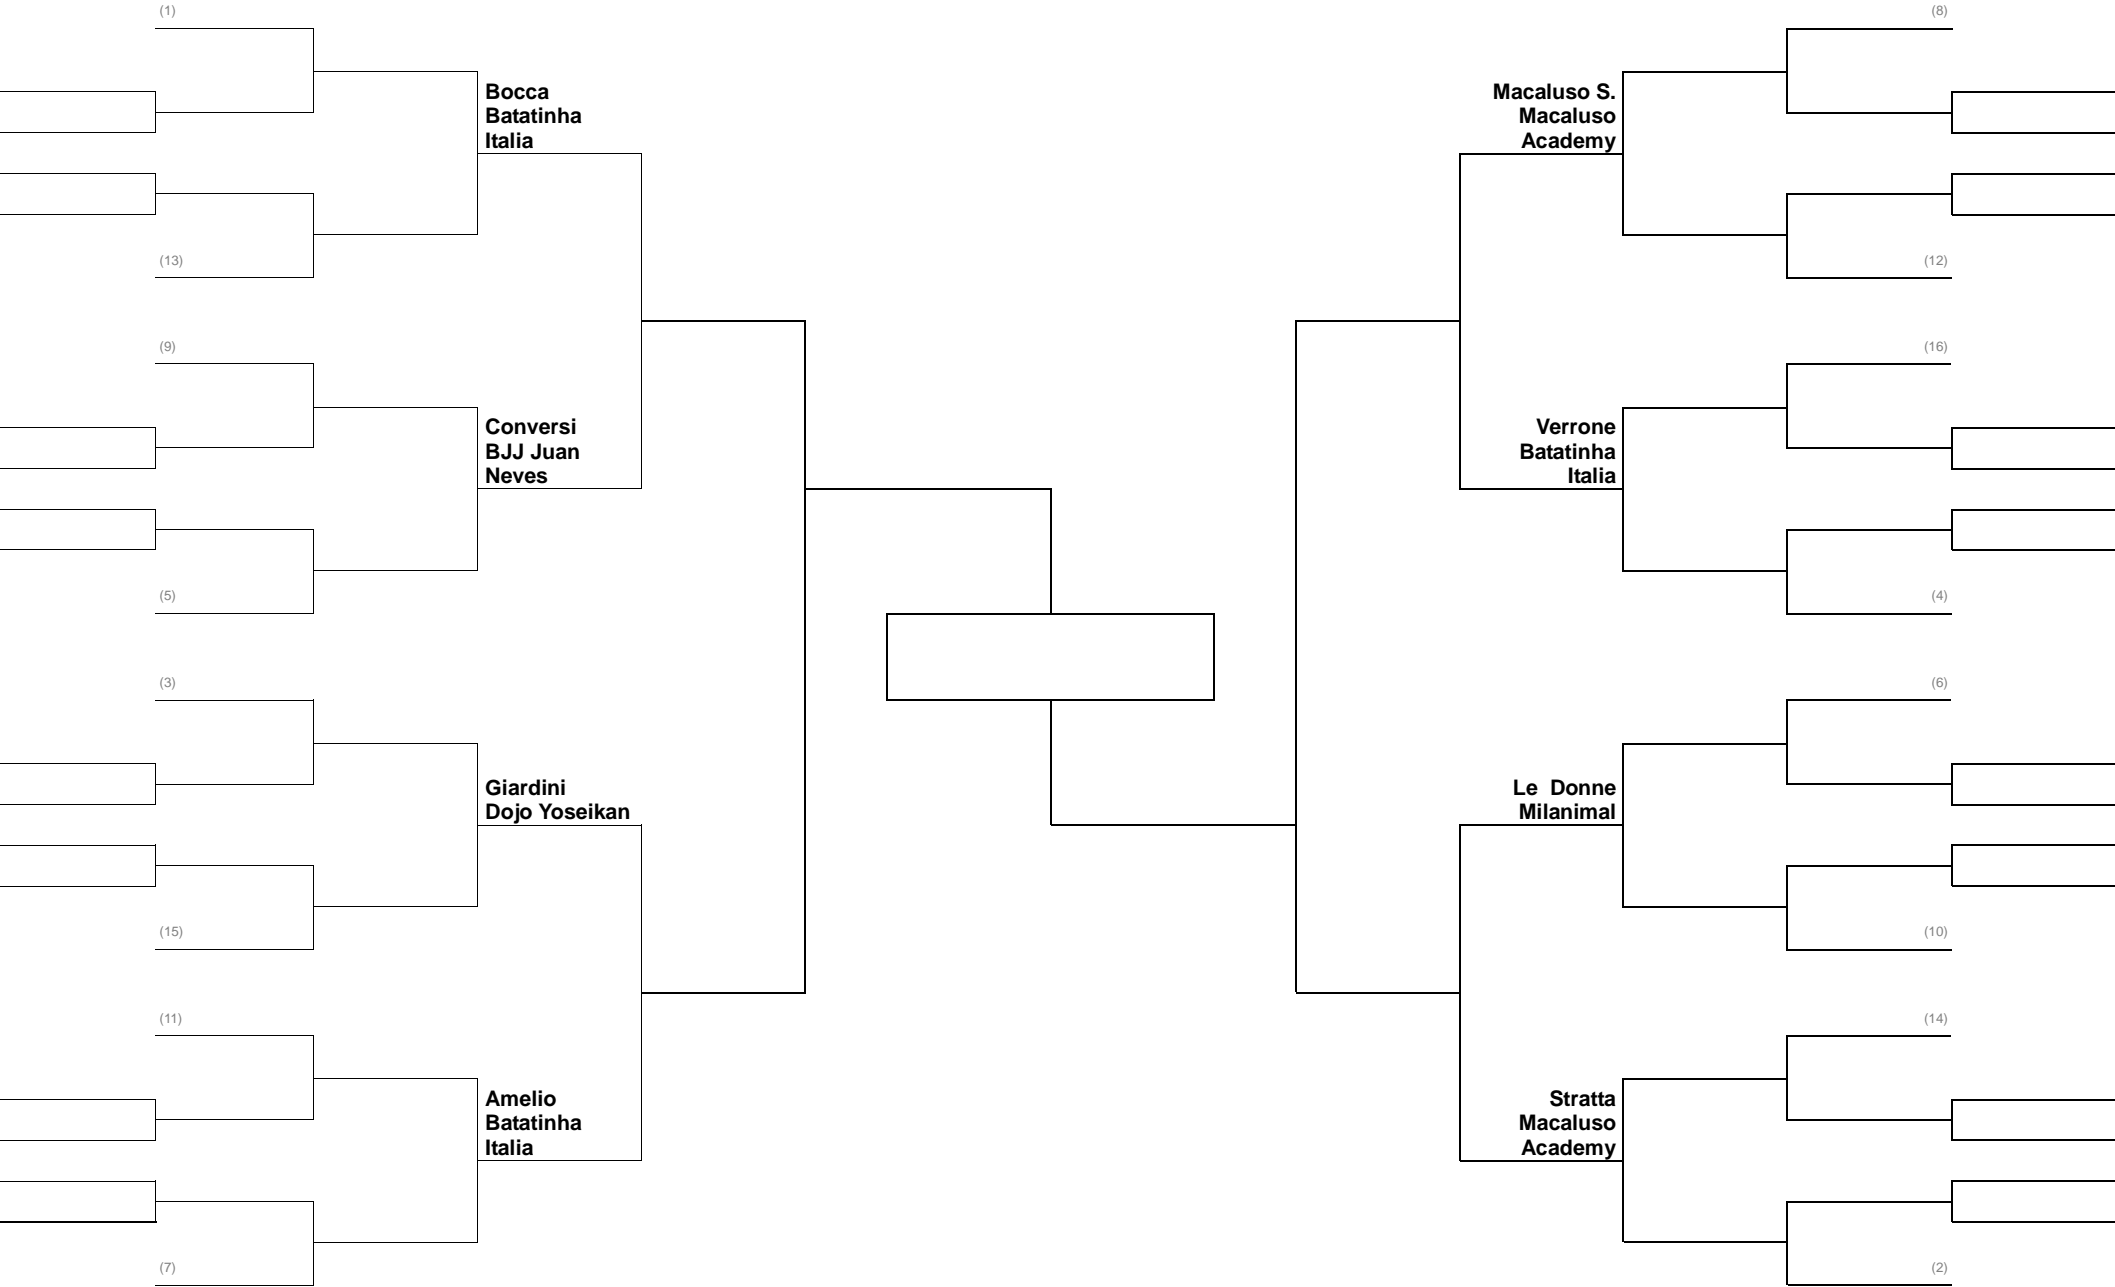 (1)
Bocca
Batatinha
Italia
(13)
(9)
Conversi
BJJ Juan
Neves
(5)
(3)
Giardini
Dojo Yoseikan
(15)
(11)
Amelio
Batatinha
Italia
(7)
(8)
Macaluso S.
Macaluso
Academy
(12)
(16)
Verrone
Batatinha
Italia
(4)
(6)
Le  Donne
Milanimal
(10)
(14)
Stratta
Macaluso
Academy
(2)